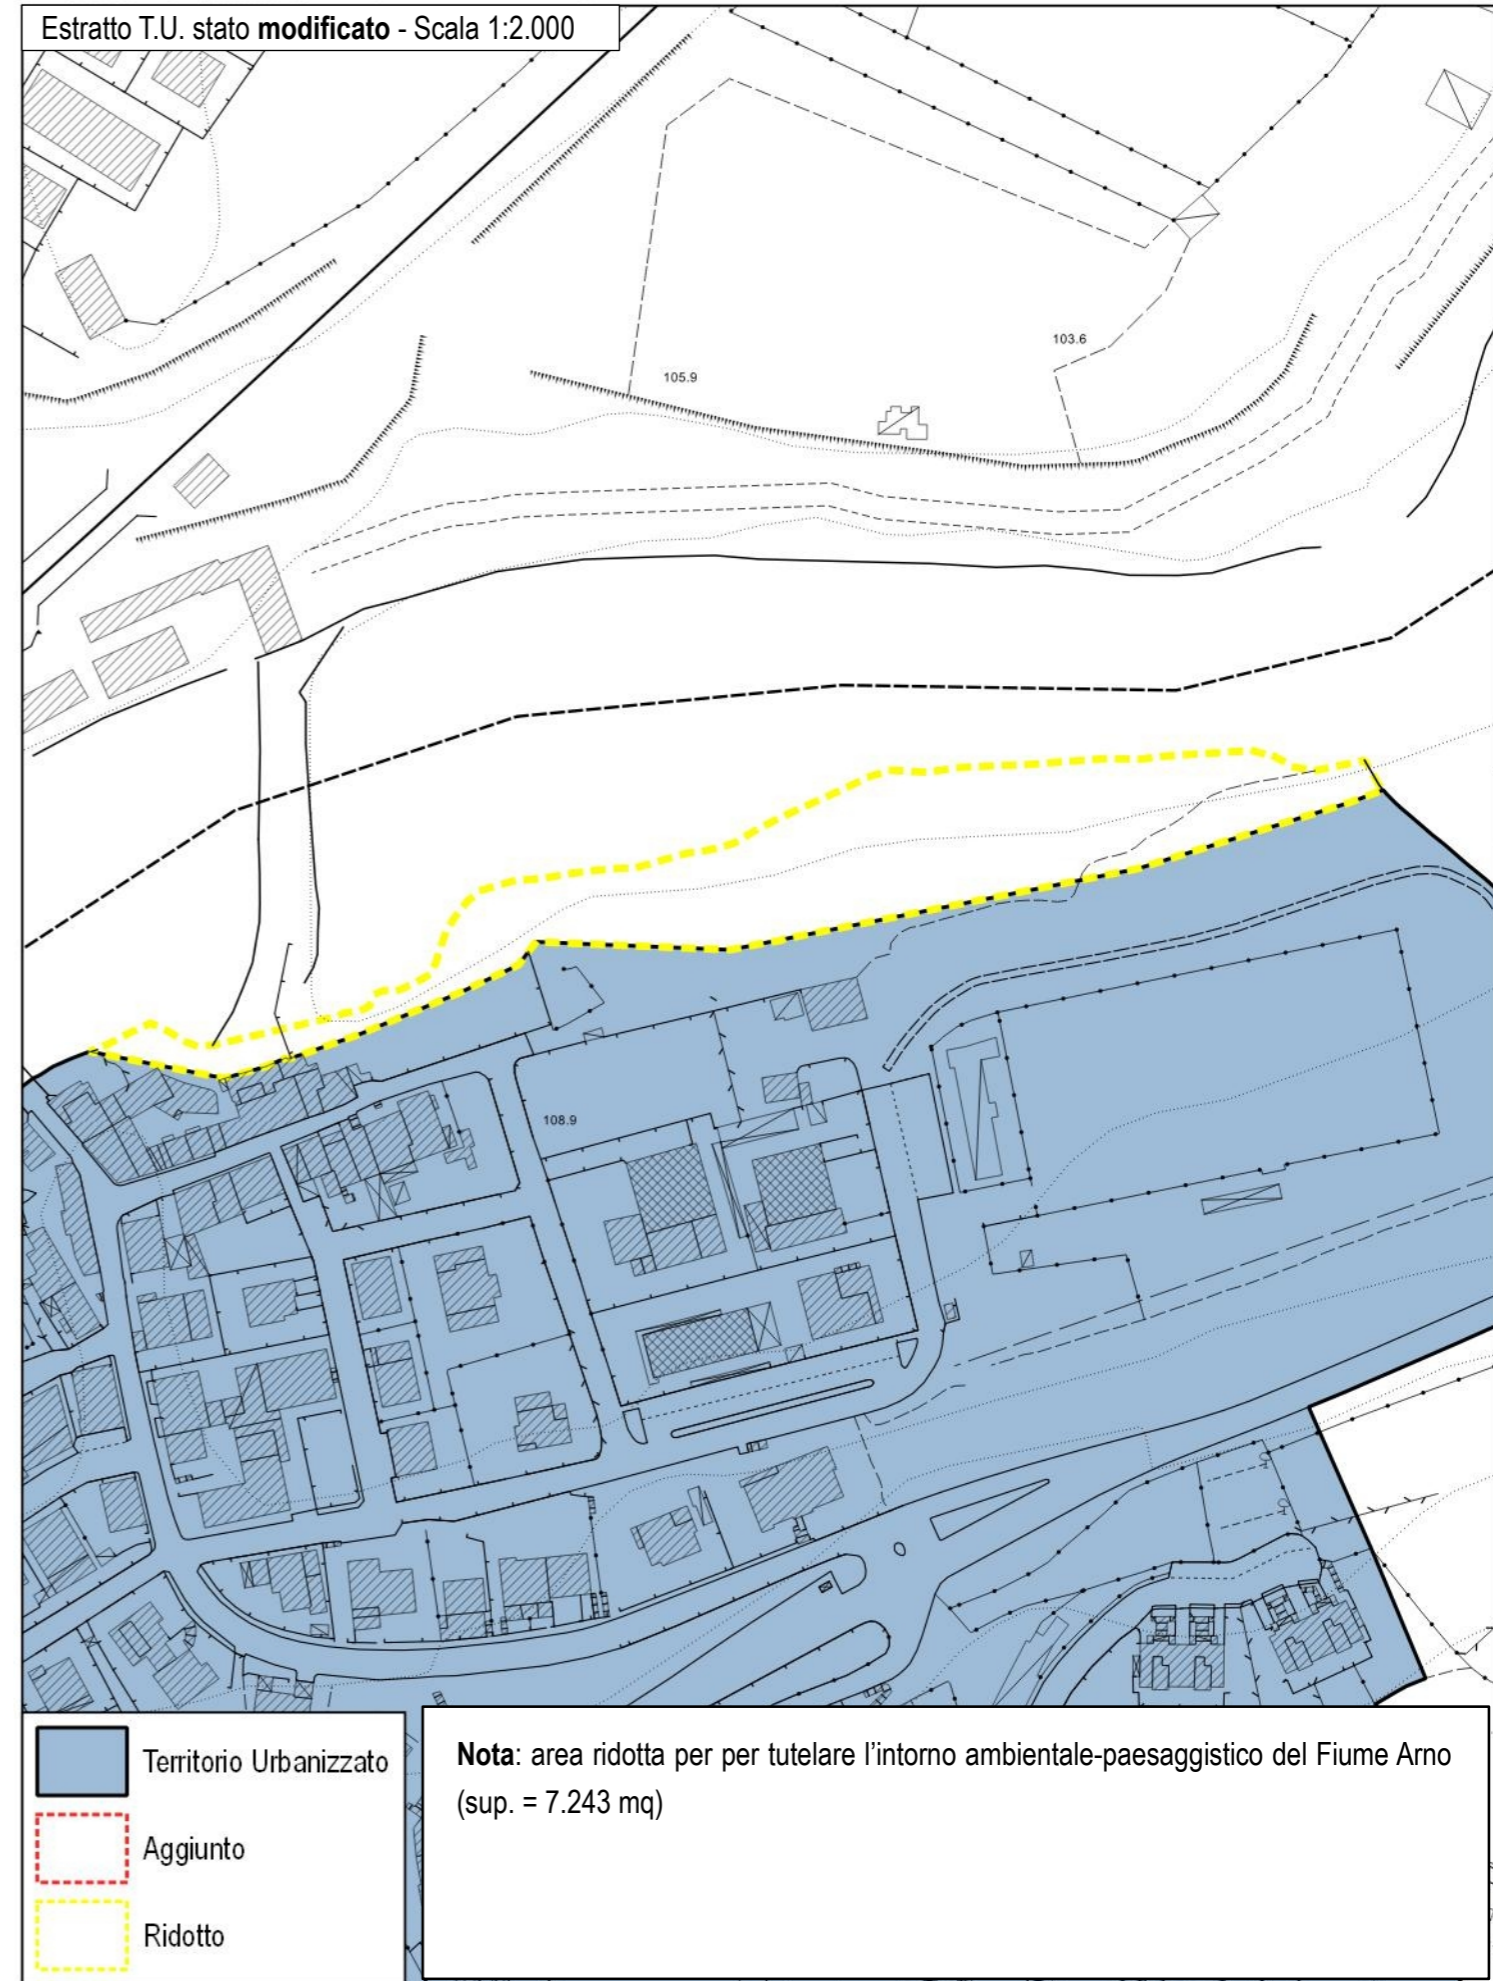 Estratto T.U. stato modificato - Scala 1:2.000
103.6
105.9
108.9
Territorio Urbanizzato
Aggiunto
Ridotto
Nota: area ridotta per per tutelare l’intorno ambientale-paesaggistico del Fiume Arno
(sup. = 7.243 mq)